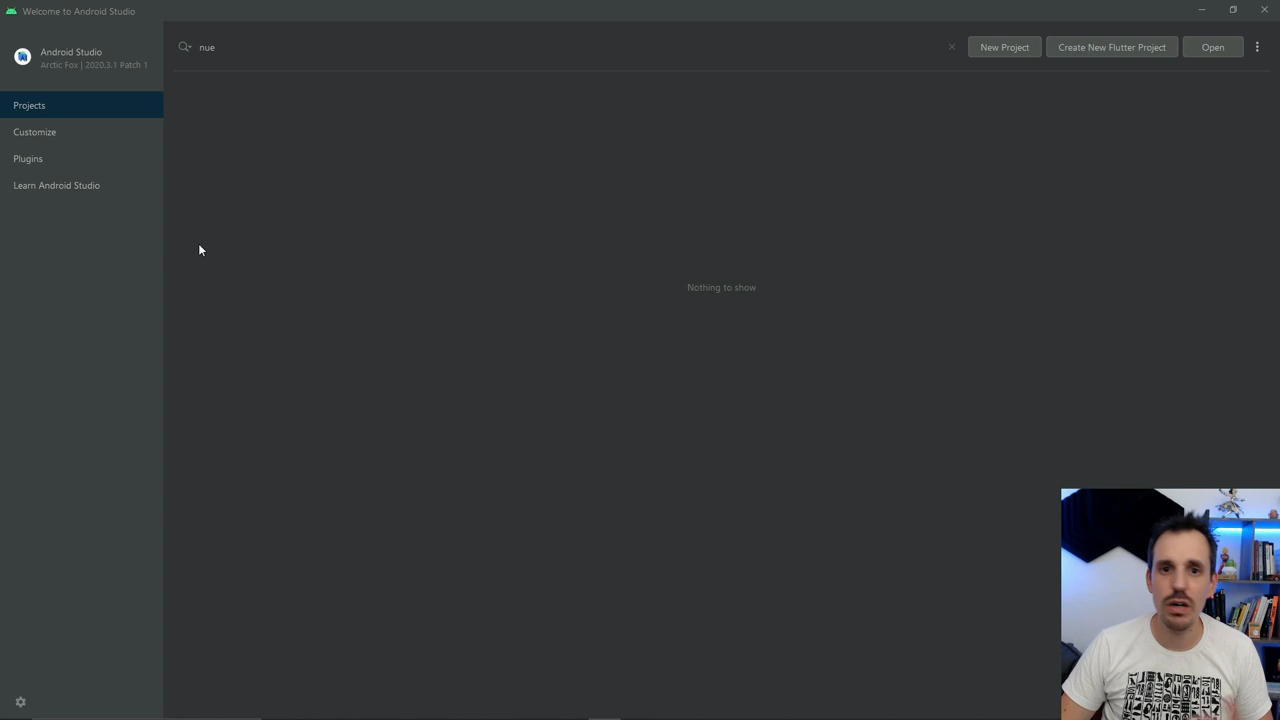 Welcome to Android Studio
Android Studio
Arctic Fox | 2020.3.1 Patch 1
nue
New Project
Create New Flutter Project
Open
Projects
Customize
Plugins
Learn Android Studio
Nothing to show